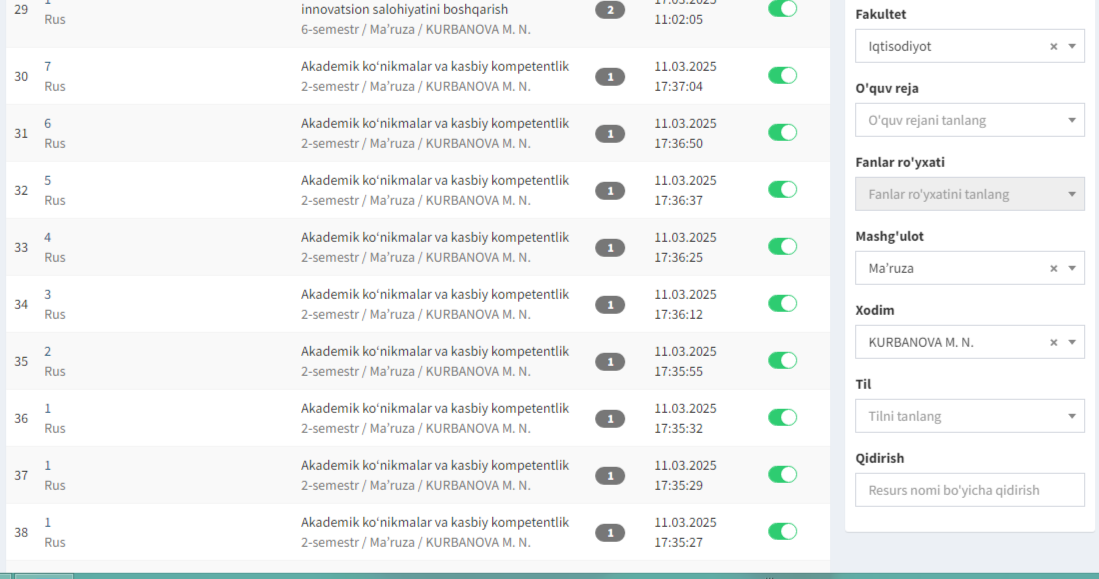 29
1
Rus
innovatsion salohiyatini boshqarish
6-semestr / Ma’ruza / KURBANOVA M. N.
2
11:02:05
30
7
Rus
Akademik ko‘nikmalar va kasbiy kompetentlik
2-semestr / Ma’ruza / KURBANOVA M. N.
1
11.03.2025
17:37:04
31
6
Rus
Akademik ko‘nikmalar va kasbiy kompetentlik
2-semestr / Ma’ruza / KURBANOVA M. N.
1
11.03.2025
17:36:50
32
5
Rus
Akademik ko‘nikmalar va kasbiy kompetentlik
2-semestr / Ma’ruza / KURBANOVA M. N.
1
11.03.2025
17:36:37
33
4
Rus
Akademik ko‘nikmalar va kasbiy kompetentlik
2-semestr / Ma’ruza / KURBANOVA M. N.
1
11.03.2025
17:36:25
34
3
Rus
Akademik ko‘nikmalar va kasbiy kompetentlik
2-semestr / Ma’ruza / KURBANOVA M. N.
1
11.03.2025
17:36:12
35
2
Rus
Akademik ko‘nikmalar va kasbiy kompetentlik
2-semestr / Ma’ruza / KURBANOVA M. N.
1
11.03.2025
17:35:55
36
1
Rus
Akademik ko‘nikmalar va kasbiy kompetentlik
2-semestr / Ma’ruza / KURBANOVA M. N.
1
11.03.2025
17:35:32
37
1
Rus
Akademik ko‘nikmalar va kasbiy kompetentlik
2-semestr / Ma’ruza / KURBANOVA M. N.
1
11.03.2025
17:35:29
38
1
Rus
Akademik ko‘nikmalar va kasbiy kompetentlik
2-semestr / Ma’ruza / KURBANOVA M. N.
1
11.03.2025
17:35:27
Fakultet
Iqtisodiyot
O'quv reja
O'quv rejani tanlang
Fanlar ro'yxati
Fanlar ro'yxatini tanlang
Mashg'ulot
Ma’ruza
Xodim
KURBANOVA M. N.
Til
Tilni tanlang
Qidirish
Resurs nomi bo'yicha qidirish